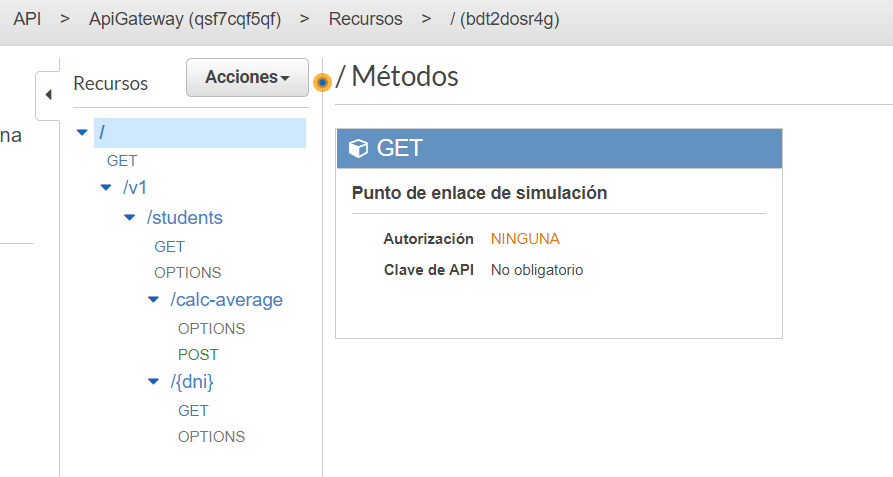 API > ApiGateway (qsf7cqf5qf) > Recursos > / (bdt2dosr4g)
na
Recursos
Acciones
/
GET
/v1
/students
GET
OPTIONS
/calc-average
OPTIONS
POST
/{dni}
GET
OPTIONS
/ Métodos
GET
Punto de enlace de simulación
Autorización NINGUNA
Clave de API No obligatorio